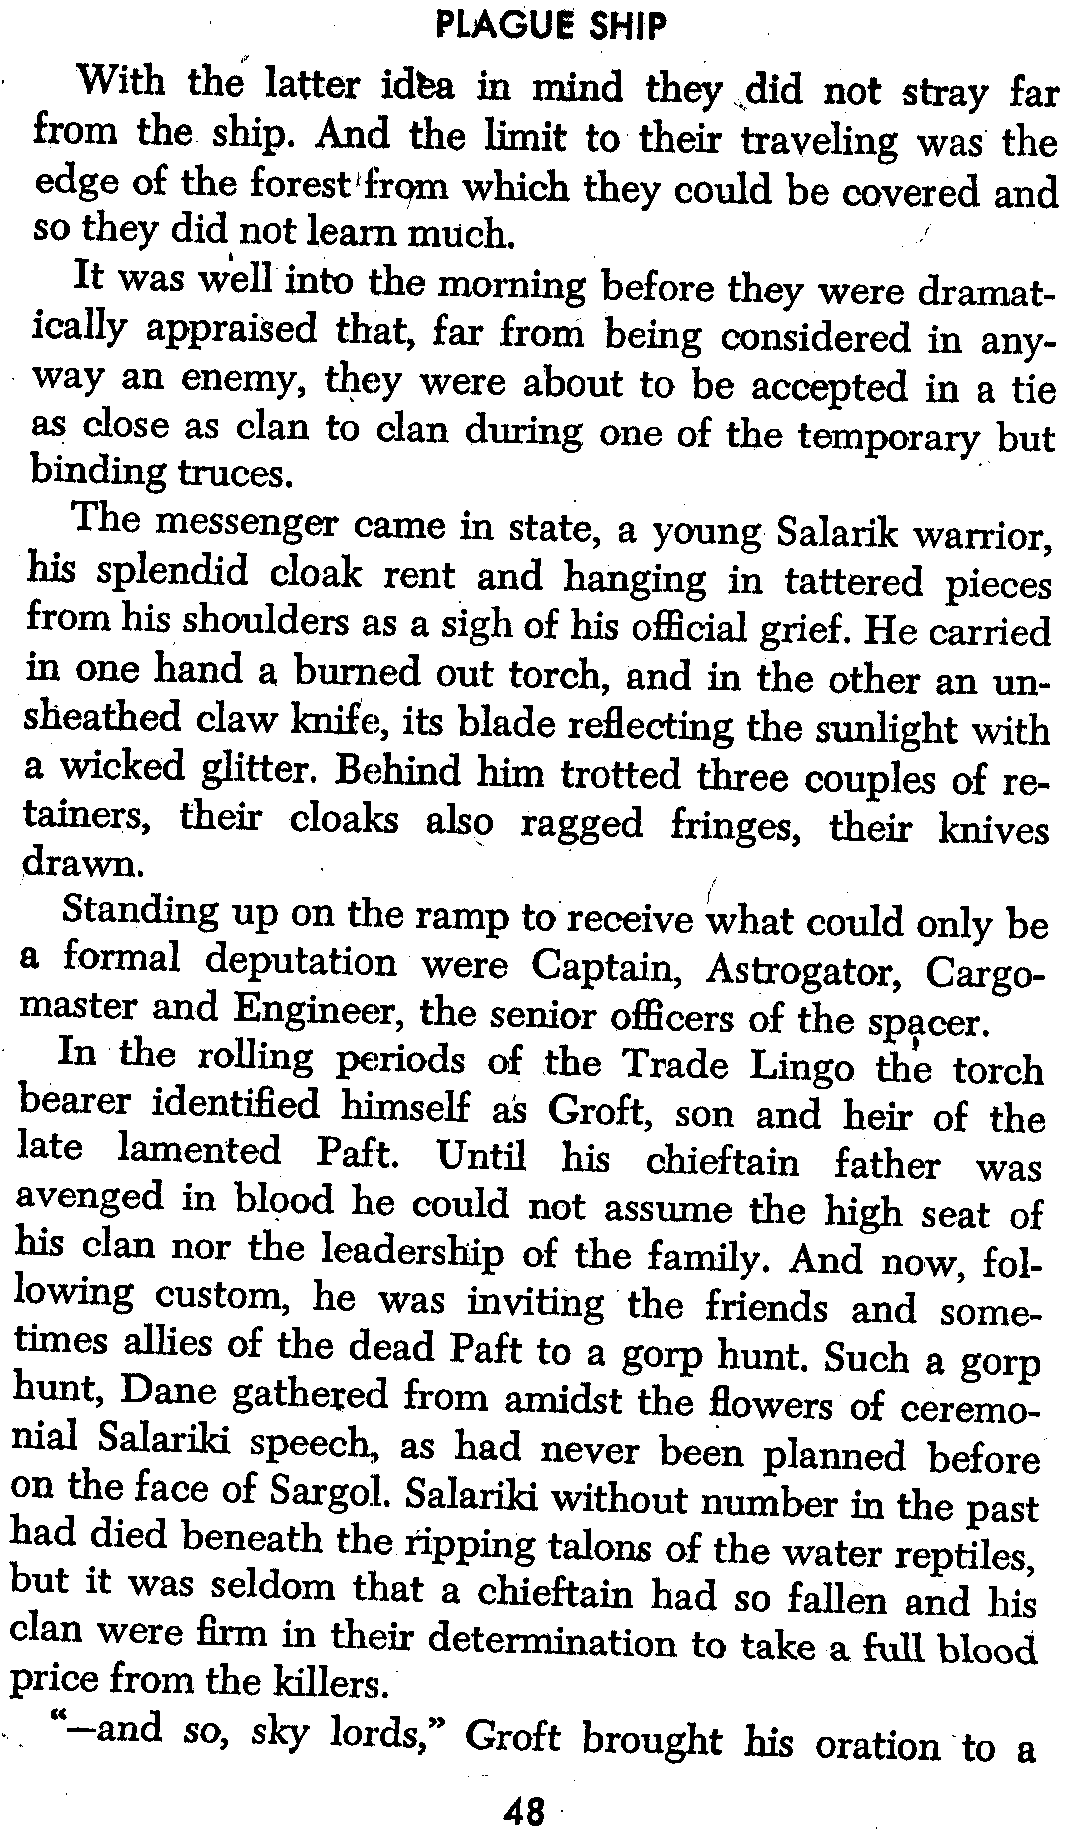 PLAGUE SHIP
With the latter idea in mind they did not stray far
from the ship. And the limit to their traveling was the
edge of the forest from which they could be covered and
so they did not learn much.
It was well into the morning before they were dramat-
ically appraised that, far from being considered in any-
way an enemy, they were about to be accepted in a tie
as close as clan to clan during one of the temporary but
binding truces.
The messenger came in state, a young Salarik warrior,
his splendid cloak rent and hanging in tattered pieces
from his shoulders as a sigh of his official grief. He carried
in one hand a burned out torch, and in the other an un-
sheathed claw knife, its blade reflecting the sunlight with
a wicked glitter. Behind him trotted three couples of re-
tainers, their cloaks also ragged fringes, their knives
drawn.
Standing up on the ramp to receive what could only be
a formal deputation were Captain, Astrogator, Cargo-
master and Engineer, the senior officers of the spacer.
In the rolling periods of the Trade Lingo the torch
bearer identified himself as Groft, son and heir of the
late lamented Paft. Until his chieftain father was
avenged in blood he could not assume the high seat of
his clan nor the leadership of the family. And now, fol-
lowing custom, he was inviting the friends and some-
times allies of the dead Paft to a gorp hunt. Such a gorp
hunt, Dane gathered from amidst the flowers of ceremo-
nial Salariki speech, as had never been planned before
on the face of Sargol. Salariki without number in the past
had died beneath the ripping talons of the water reptiles,
but it was seldom that a chieftain had so fallen and his
clan were firm in their determination to take a full blood
price from the killers.
"—and so, sky lords," Groft brought his oration to a
48